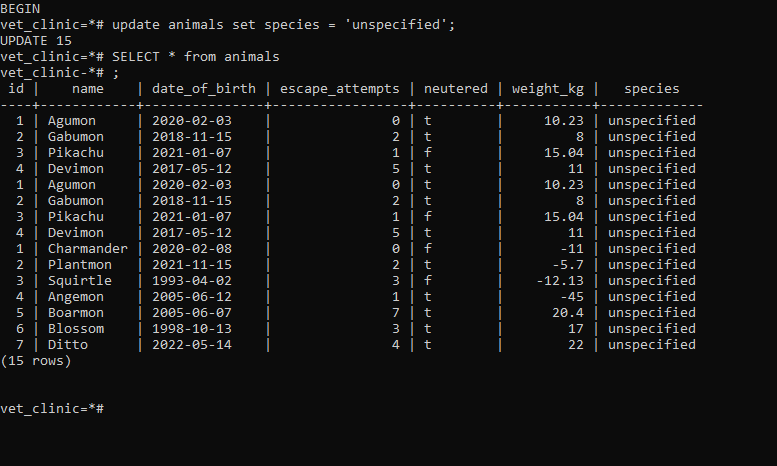 BEGIN
vet_clinic=*# update animals set species = 'unspecified';
UPDATE 15
vet_clinic=*# SELECT * from animals
vet_clinic-*# ;
 id |    name    | date_of_birth | escape_attempts | neutered | weight_kg |   species
----+------------+---------------+-----------------+----------+-----------+-------------
  1 | Agumon     | 2020-02-03    |               0 | t        |     10.23 | unspecified
  2 | Gabumon    | 2018-11-15    |               2 | t        |         8 | unspecified
  3 | Pikachu    | 2021-01-07    |               1 | f        |     15.04 | unspecified
  4 | Devimon    | 2017-05-12    |               5 | t        |        11 | unspecified
  1 | Agumon     | 2020-02-03    |               0 | t        |     10.23 | unspecified
  2 | Gabumon    | 2018-11-15    |               2 | t        |         8 | unspecified
  3 | Pikachu    | 2021-01-07    |               1 | f        |     15.04 | unspecified
  4 | Devimon    | 2017-05-12    |               5 | t        |        11 | unspecified
  1 | Charmander | 2020-02-08    |               0 | f        |       -11 | unspecified
  2 | Plantmon   | 2021-11-15    |               2 | t        |      -5.7 | unspecified
  3 | Squirtle   | 1993-04-02    |               3 | f        |    -12.13 | unspecified
  4 | Angemon    | 2005-06-12    |               1 | t        |       -45 | unspecified
  5 | Boarmon    | 2005-06-07    |               7 | t        |      20.4 | unspecified
  6 | Blossom    | 1998-10-13    |               3 | t        |        17 | unspecified
  7 | Ditto      | 2022-05-14    |               4 | t        |        22 | unspecified
(15 rows)
vet_clinic=*#